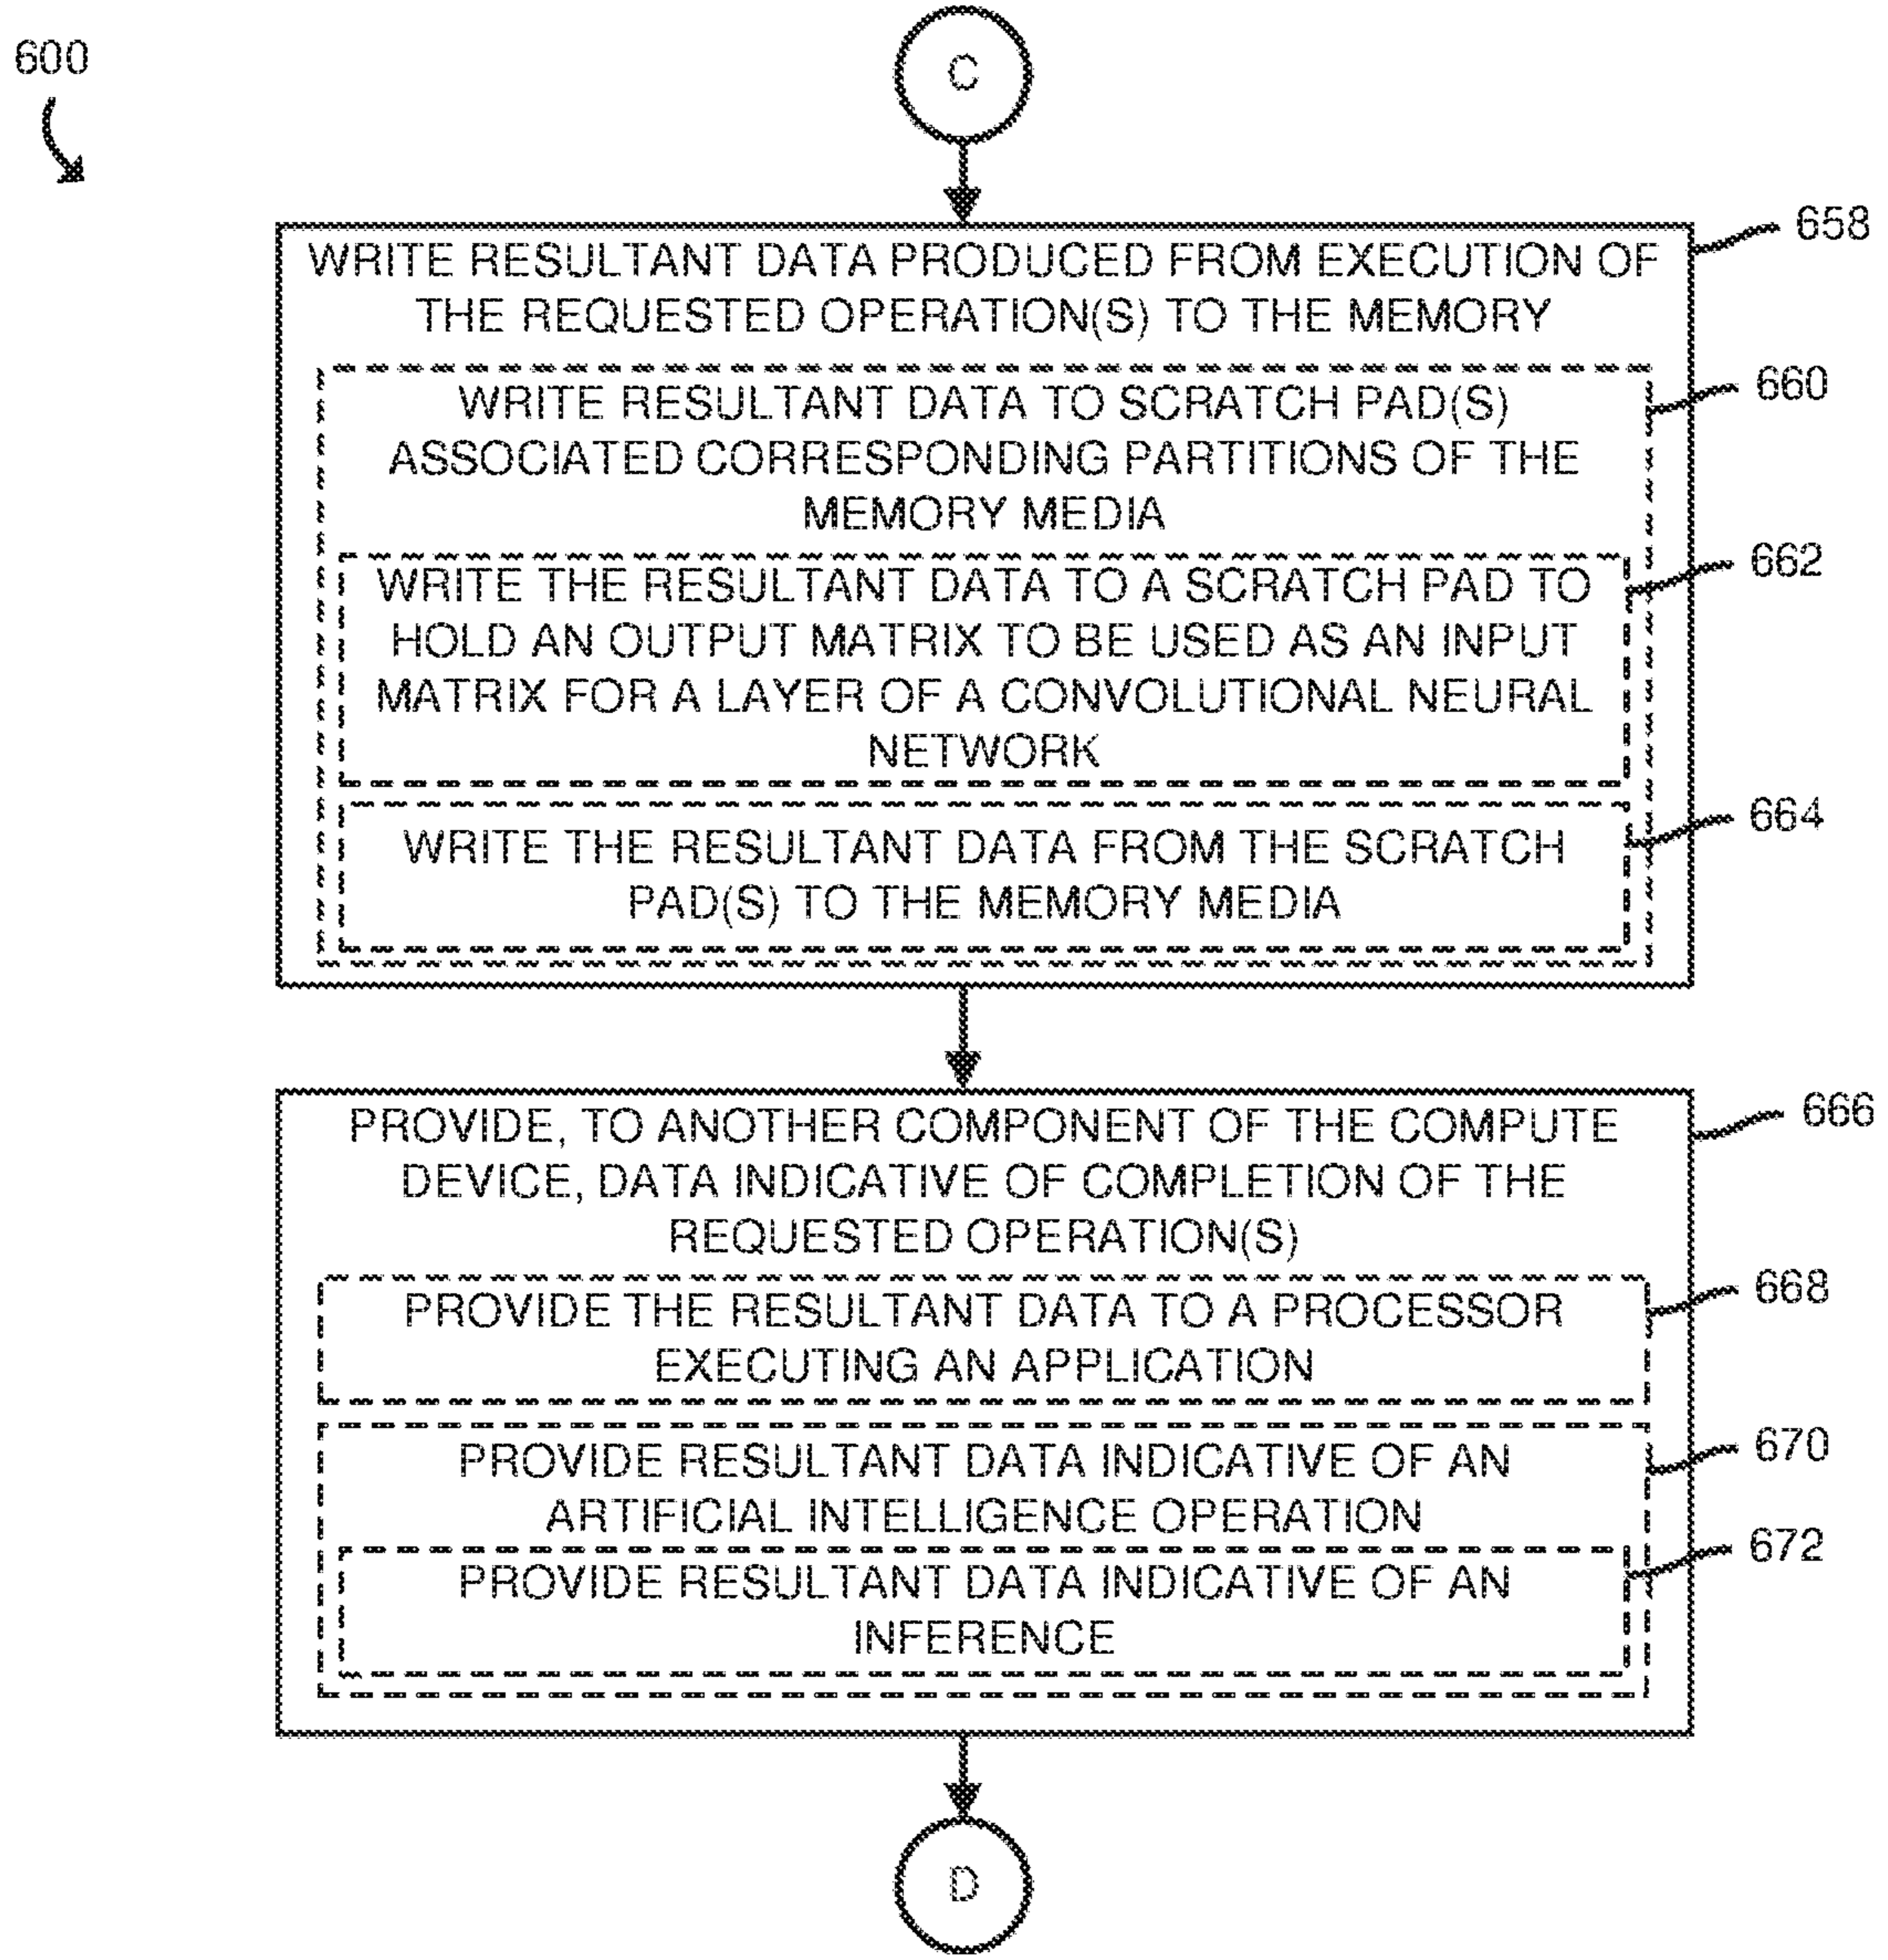 600
C
658
WRITE RESULTANT DATA PRODUCED FROM EXECUTION OF
THE REQUESTED OPERATION(S) TO THE MEMORY
660
WRITE RESULTANT DATA TO SCRATCH PAD(S)
ASSOCIATED CORRESPONDING PARTITIONS OF THE
MEMORY MEDIA
662
WRITE THE RESULTANT DATA TO A SCRATCH PAD TO
HOLD AN OUTPUT MATRIX TO BE USED AS AN INPUT
MATRIX FOR A LAYER OF A CONVOLUTIONAL NEURAL
NETWORK
664
WRITE THE RESULTANT DATA FROM THE SCRATCH
PAD(S) TO THE MEMORY MEDIA
666
PROVIDE, TO ANOTHER COMPONENT OF THE COMPUTE
DEVICE, DATA INDICATIVE OF COMPLETION OF THE
REQUESTED OPERATION(S)
668
PROVIDE THE RESULTANT DATA TO A PROCESSOR
EXECUTING AN APPLICATION
670
PROVIDE RESULTANT DATA INDICATIVE OF AN
ARTIFICIAL INTELLIGENCE OPERATION
672
PROVIDE RESULTANT DATA INDICATIVE OF AN
INFERENCE
D